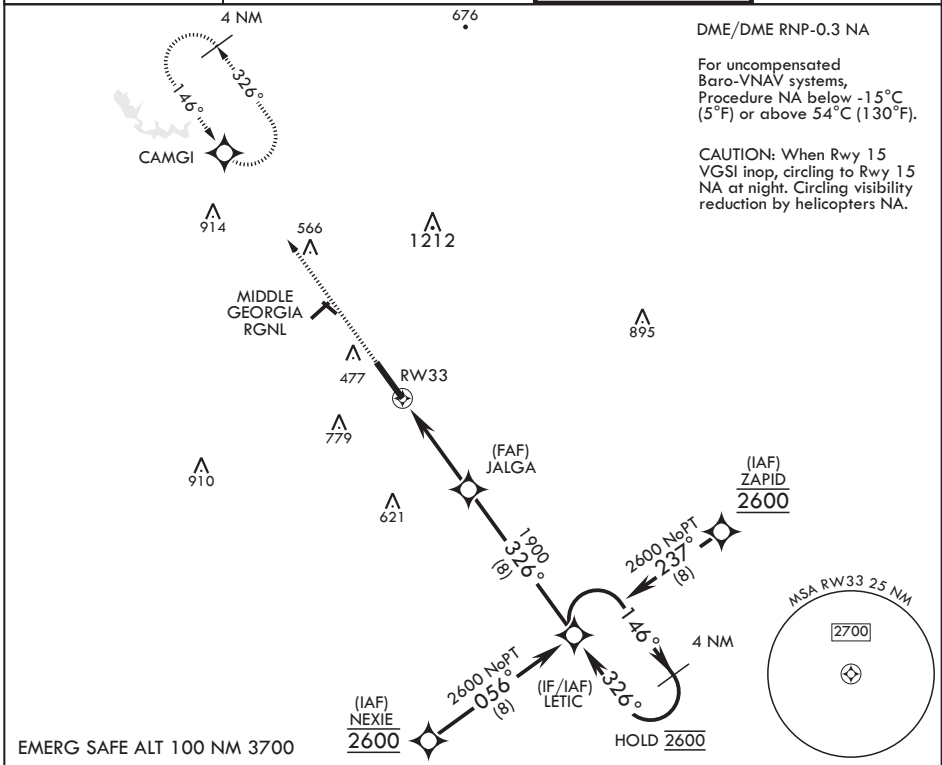 4 NM
676
326°
146°
CAMGI
DME/DME RNP-0.3 NA
For uncompensated
Baro-VNAV systems,
Procedure NA below -15°C
(5°F) or above 54°C (130°F).
CAUTION: When Rwy 15
VGSI inop, circling to Rwy 15
NA at night. Circling visibility
reduction by helicopters NA.
914
566
1212
MIDDLE
GEORGIA
RGNL
895
477
RW33
779
910
621
(FAF)
JALGA
(IAF)
ZAPID
2600
1900
326°
(8)
2600 NoPT
237°
(8)
146°
4 NM
326°
(IF/IAF)
LETIC
HOLD 2600
2600 NoPT
056°
(8)
(IAF)
NEXIE
2600
MSA RW33 25 NM
2700
EMERG SAFE ALT 100 NM 3700